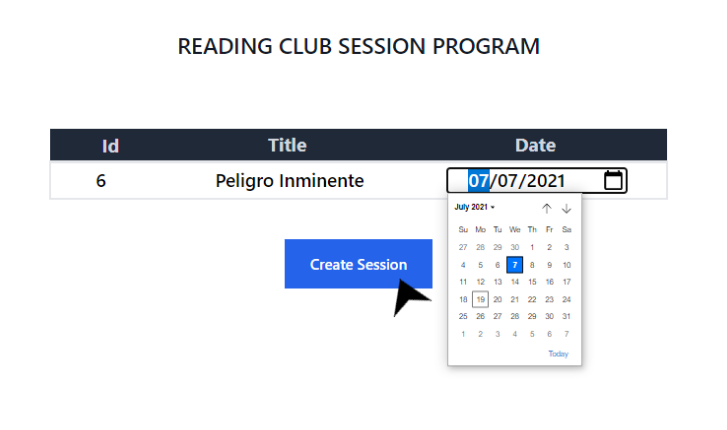 READING CLUB SESSION PROGRAM
Id Title Date
6 Peligro Inminente 07/07/2021
July 2021
Su Mo Tu We Th Fr Sa
27 28 29 30 1 2 3
4 5 6 7 8 9 10
11 12 13 14 15 16 17
18 19 20 21 22 23 24
25 26 27 28 29 30 31
1 2 3 4 5 6 7
Today
Create Session